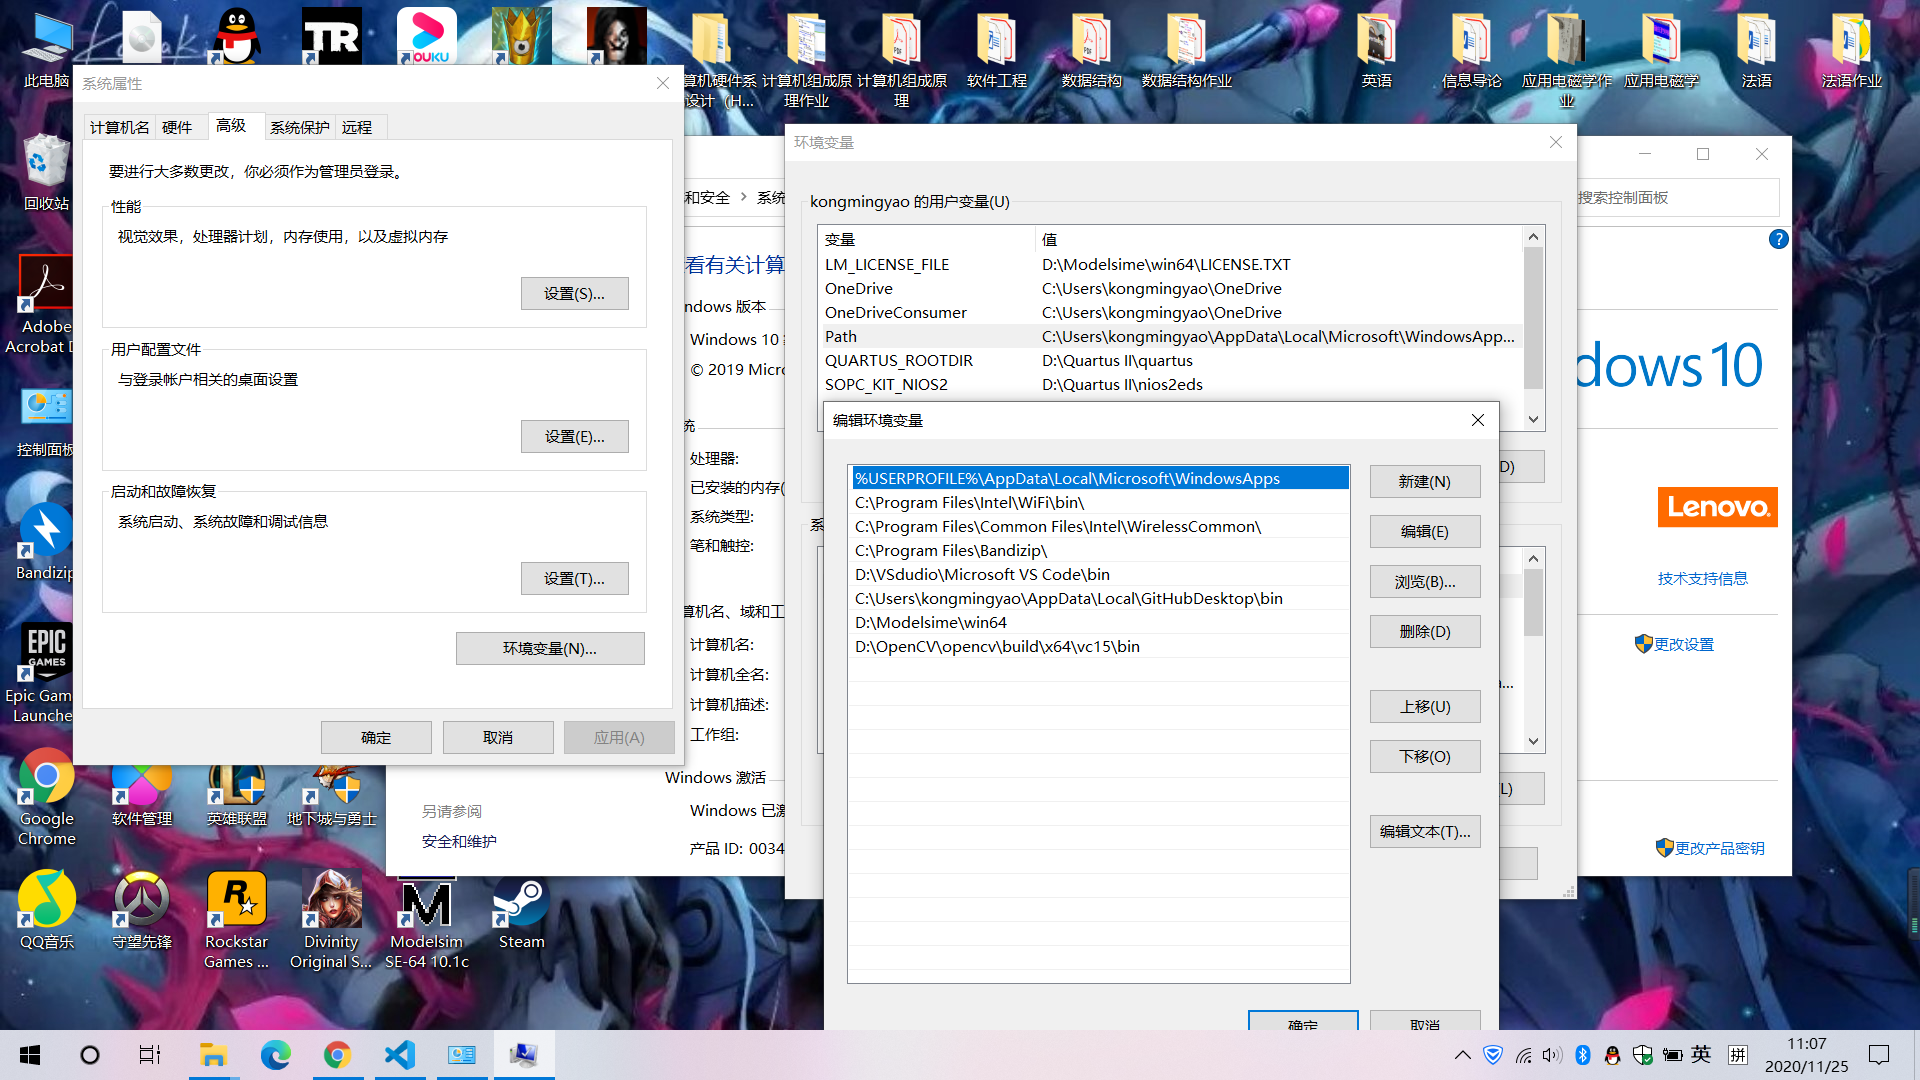 此电脑
TR
YOUKU
算机硬件系
设计（H...
计算机组成原
理作业
计算机组成原
理
软件工程
数据结构
数据结构作业
英语
信息导论
应用电磁学作
业
应用电磁学
法语
法语作业
回收站
Adobe
Acrobat D
控制面板
Bandizip
EPIC
GAMES
Epic Gam
Launche
Google
Chrome
软件管理
英雄联盟
地下城与勇士
QQ音乐
守望先锋
Rockstar
Games ...
Divinity
Original S...
Modelsim
SE-64 10.1c
Steam
系统属性
计算机名
硬件
高级
系统保护
远程
要进行大多数更改，你必须作为管理员登录。
性能
视觉效果，处理器计划，内存使用，以及虚拟内存
设置(S)...
用户配置文件
与登录帐户相关的桌面设置
设置(E)...
启动和故障恢复
系统启动、系统故障和调试信息
设置(T)...
环境变量(N)...
确定
取消
应用(A)
和安全 > 系统
搜索控制面板
看有关计算
ndows 版本
Windows 10
© 2019 Micro
dows 10
统
处理器:
已安装的内存(
系统类型:
笔和触控:
算机名、域和工
计算机名:
计算机全名:
计算机描述:
工作组:
Windows 激活
Windows 已激
产品 ID: 0034
另请参阅
安全和维护
Lenovo.
技术支持信息
更改设置
更改产品密钥
环境变量
kongmingyao 的用户变量(U)
变量 值
LM_LICENSE_FILE D:\Modelsime\win64\LICENSE.TXT
OneDrive C:\Users\kongmingyao\OneDrive
OneDriveConsumer C:\Users\kongmingyao\OneDrive
Path C:\Users\kongmingyao\AppData\Local\Microsoft\WindowsApp...
QUARTUS_ROOTDIR D:\Quartus II\quartus
SOPC_KIT_NIOS2 D:\Quartus II\nios2eds
D)
系
a...
L)
编辑环境变量
%USERPROFILE%\AppData\Local\Microsoft\WindowsApps
C:\Program Files\Intel\WiFi\bin\
C:\Program Files\Common Files\Intel\WirelessCommon\
C:\Program Files\Bandizip\
D:\VSdudio\Microsoft VS Code\bin
C:\Users\kongmingyao\AppData\Local\GitHubDesktop\bin
D:\Modelsime\win64
D:\OpenCV\opencv\build\x64\vc15\bin
新建(N)
编辑(E)
浏览(B)...
删除(D)
上移(U)
下移(O)
编辑文本(T)...
确定
取消
英
拼
11:07
2020/11/25